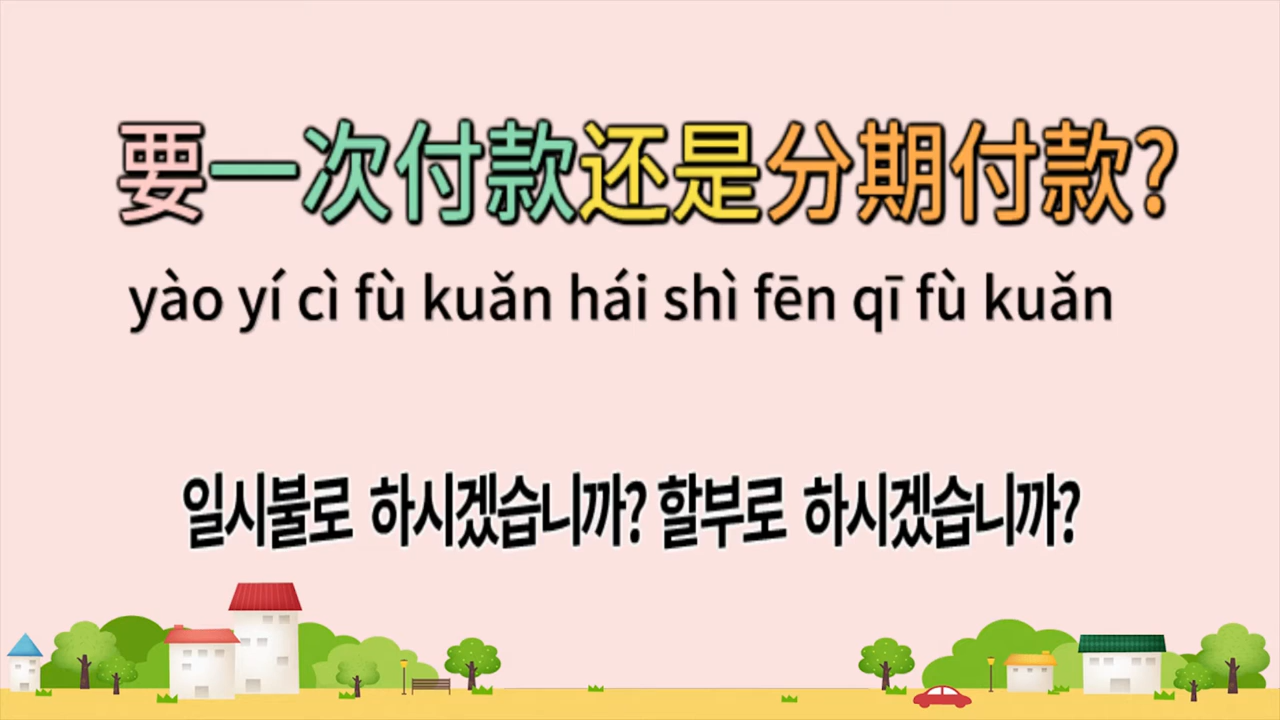 要一次付款还是分期付款?
yào yí cì fù kuǎn hái shì fēn qī fù kuǎn
일시불로 하시겠습니까? 할부로 하시겠습니까?